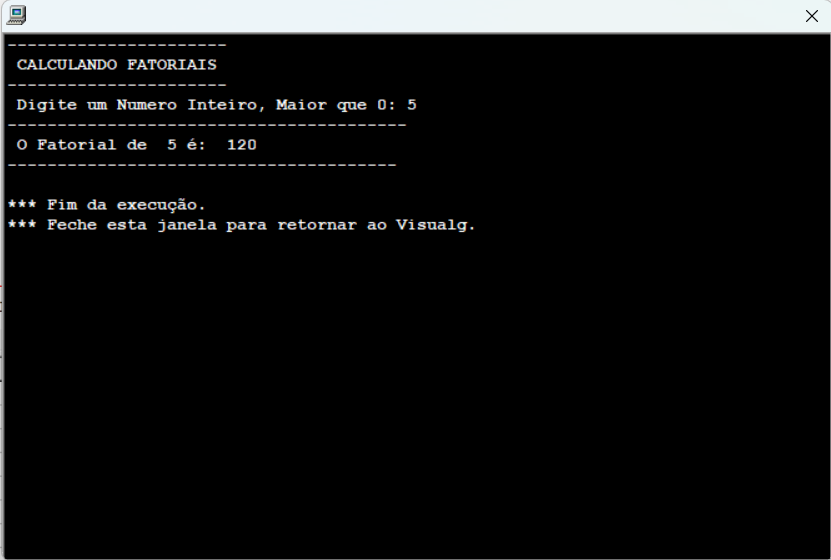 ----------------------
CALCULANDO FATORIAIS
----------------------
Digite um Numero Inteiro, Maior que 0: 5
----------------------------------------
O Fatorial de  5 é:  120
---------------------------------------
*** Fim da execução.
*** Feche esta janela para retornar ao Visualg.